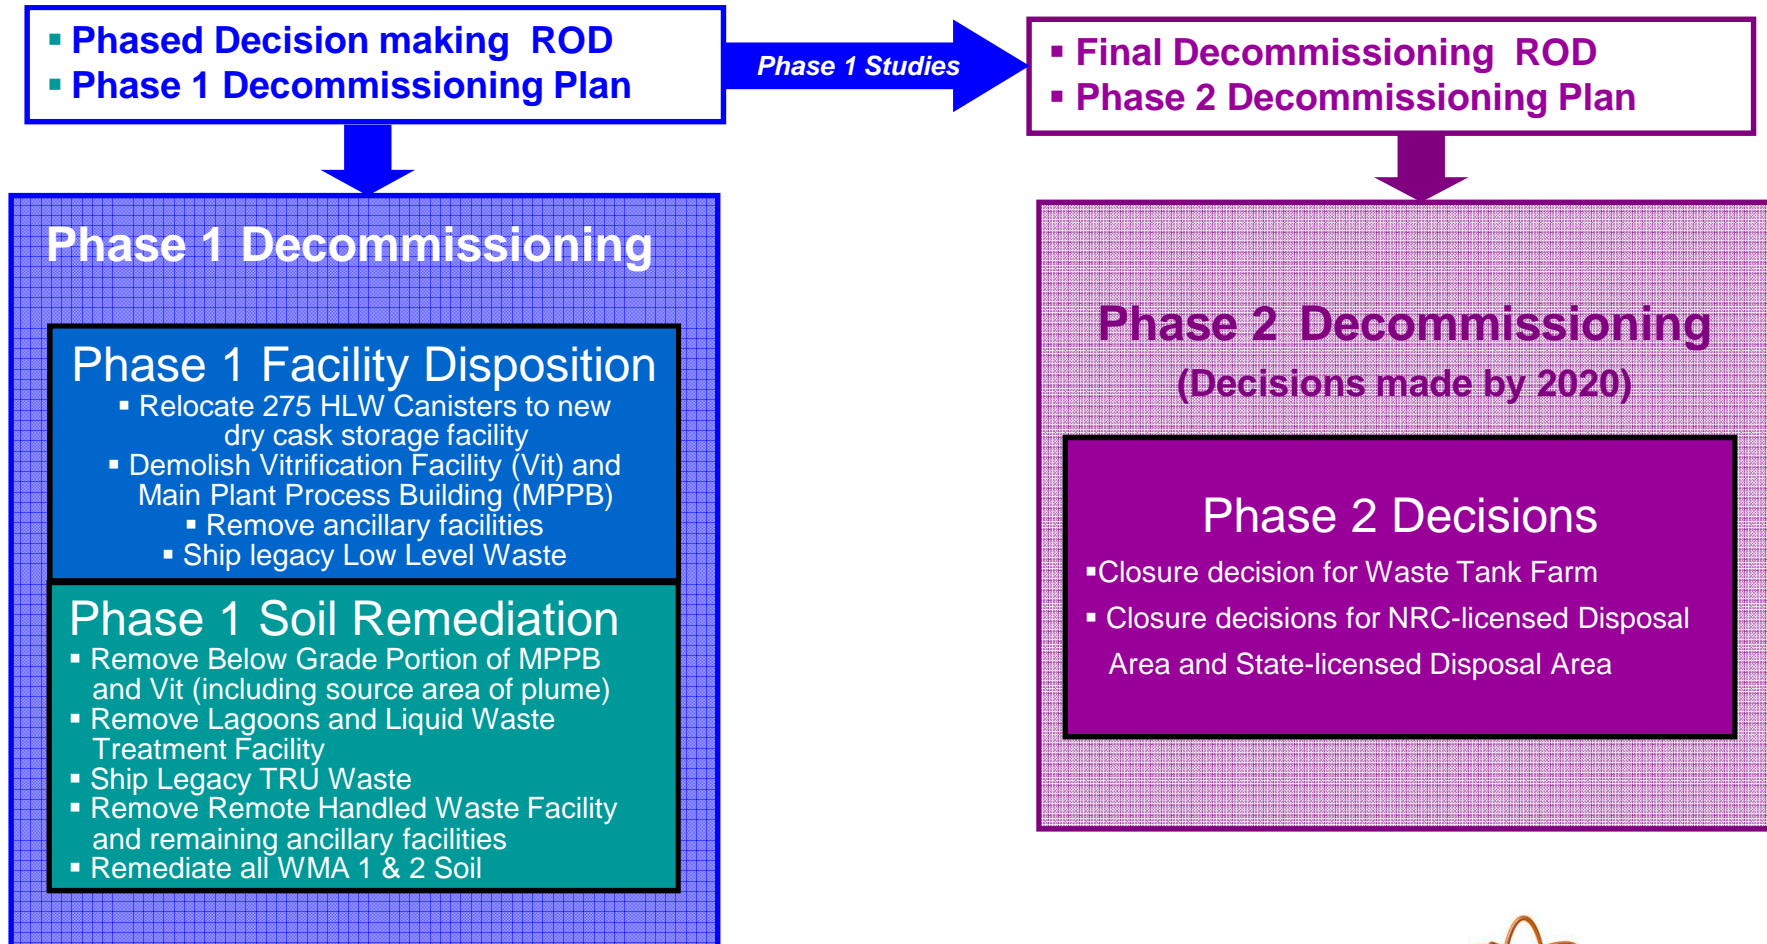 ▪ Phased Decision making ROD
▪ Phase 1 Decommissioning Plan
Phase 1 Studies
▪ Final Decommissioning ROD
▪ Phase 2 Decommissioning Plan
Phase 1 Decommissioning
Phase 1 Facility Disposition
▪ Relocate 275 HLW Canisters to new
dry cask storage facility
▪ Demolish Vitrification Facility (Vit) and
Main Plant Process Building (MPPB)
▪ Remove ancillary facilities
▪ Ship legacy Low Level Waste
Phase 1 Soil Remediation
▪ Remove Below Grade Portion of MPPB
and Vit (including source area of plume)
▪ Remove Lagoons and Liquid Waste
Treatment Facility
▪ Ship Legacy TRU Waste
▪ Remove Remote Handled Waste Facility
and remaining ancillary facilities
▪ Remediate all WMA 1 & 2 Soil
Phase 2 Decommissioning
(Decisions made by 2020)
Phase 2 Decisions
▪Closure decision for Waste Tank Farm
▪ Closure decisions for NRC-licensed Disposal
Area and State-licensed Disposal Area